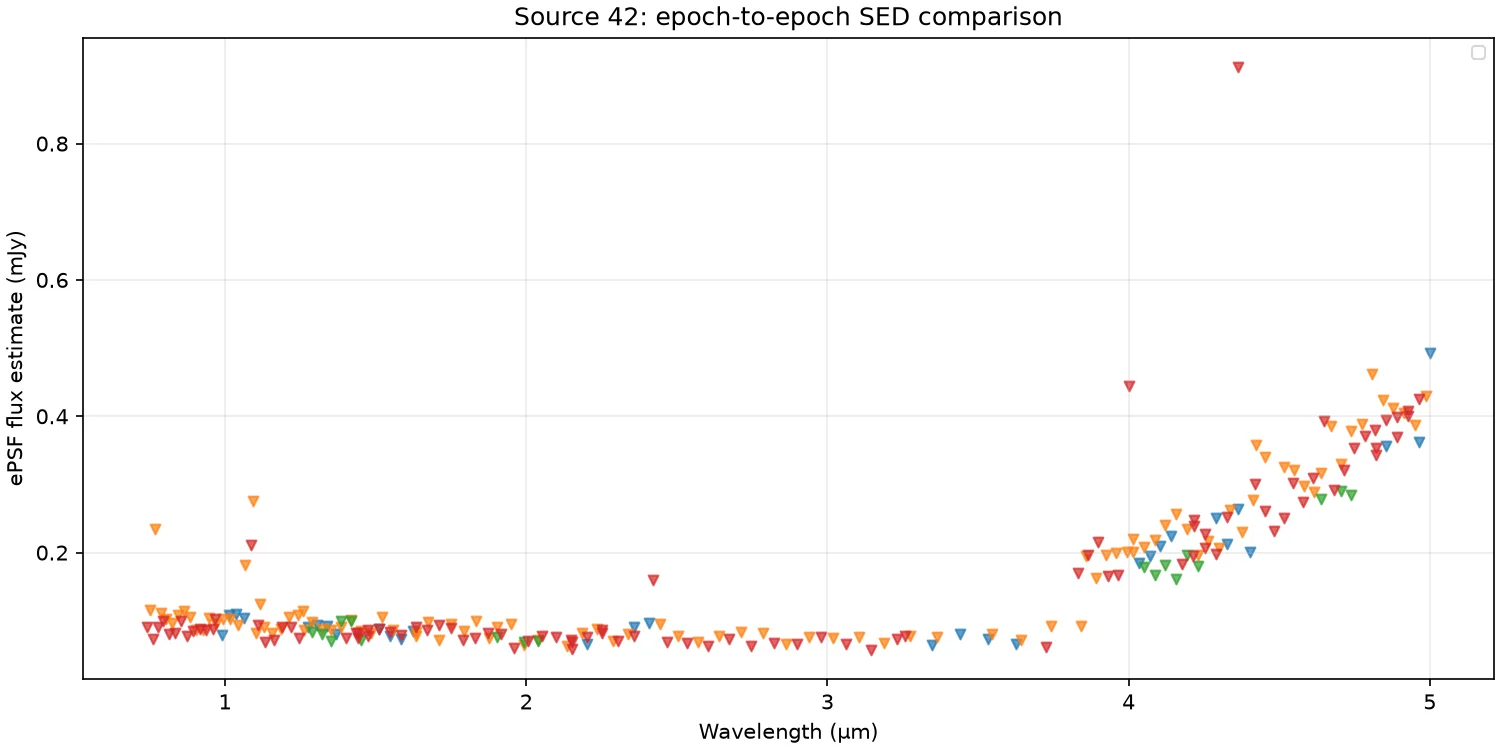 Source 42: epoch-to-epoch SED comparison
ePSF flux estimate (mJy)
0.8
0.6
0.4
0.2
1 2 3 4 5
Wavelength (µm)